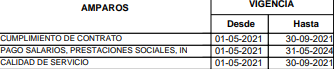 AMPAROS VIGENCIA
Desde Hasta
CUMPLIMIENTO DE CONTRATO 01-05-2021 30-09-2021
PAGO SALARIOS, PRESTACIONES SOCIALES, IN 01-05-2021 31-05-2024
CALIDAD DE SERVICIO 01-05-2021 30-09-2021